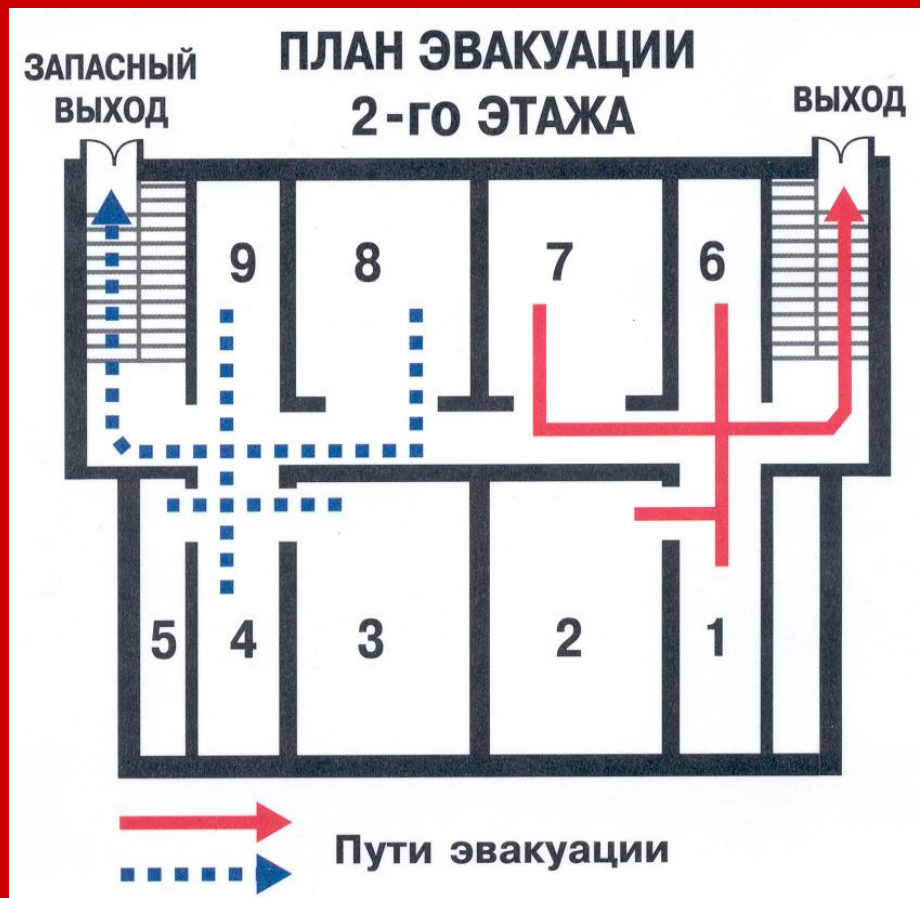 ПЛАН ЭВАКУАЦИИ
2-го ЭТАЖА
ЗАПАСНЫЙ
ВЫХОД
ВЫХОД
9 8 7 6
5 4 3 2 1
Пути эвакуации